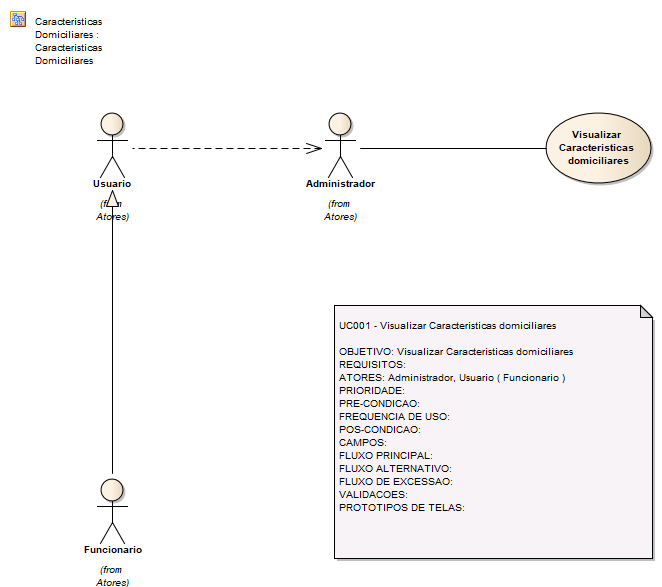 Caracteristicas
Domiciliares :
Caracteristicas
Domiciliares
Usuario
(from
Atores)
Administrador
(from
Atores)
Visualizar
Caracteristicas
domiciliares
UC001 - Visualizar Caracteristicas domiciliares
OBJETIVO: Visualizar Caracteristicas domiciliares
REQUISITOS:
ATORES: Administrador, Usuario ( Funcionario )
PRIORIDADE:
PRE-CONDICAO:
FREQUENCIA DE USO:
POS-CONDICAO:
CAMPOS:
FLUXO PRINCIPAL:
FLUXO ALTERNATIVO:
FLUXO DE EXCESSAO:
VALIDACOES:
PROTOTIPOS DE TELAS:
Funcionario
(from
Atores)